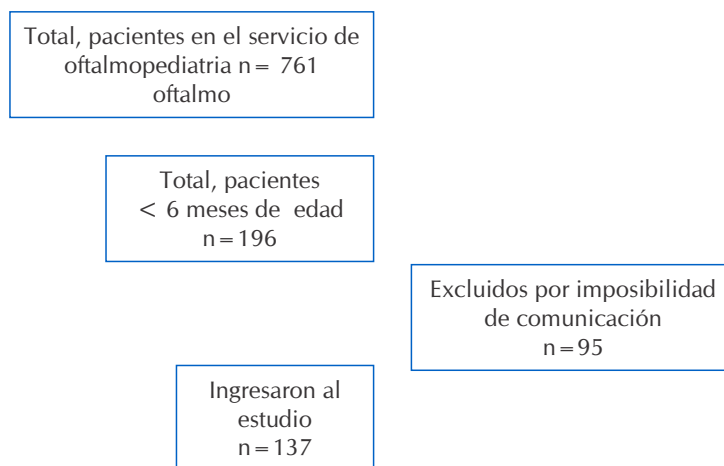 Total, pacientes en el servicio de
oftalmopediatria n= 761
oftalmo
Total, pacientes
< 6 meses de edad
n=196
Excluidos por imposibilidad
de comunicación
n=95
Ingresaron al
estudio
n=137